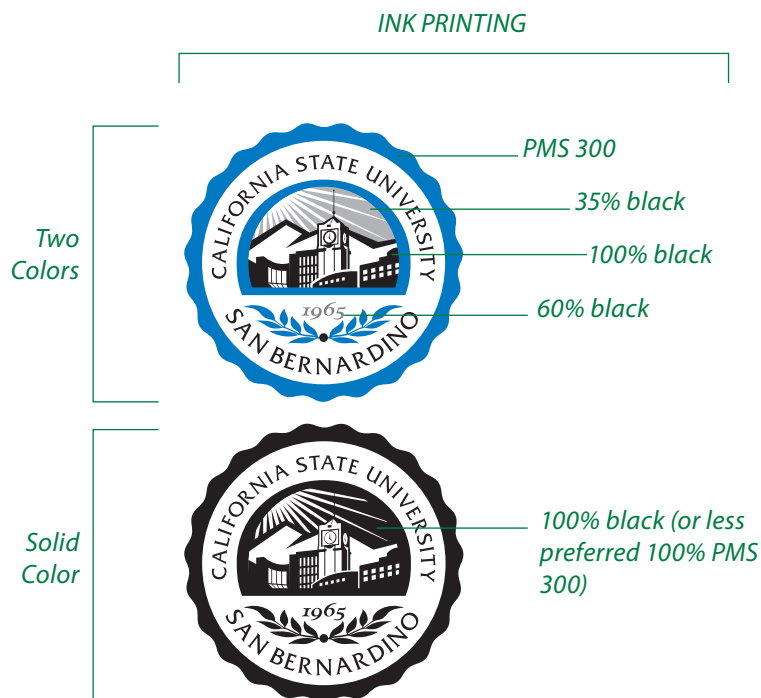 INK PRINTING
Two
Colors
CALIFORNIA STATE UNIVERSITY
1965
SAN BERNARDINO
PMS 300
35% black
100% black
60% black
Solid
Color
CALIFORNIA STATE UNIVERSITY
1965
SAN BERNARDINO
100% black (or less
preferred 100% PMS
300)